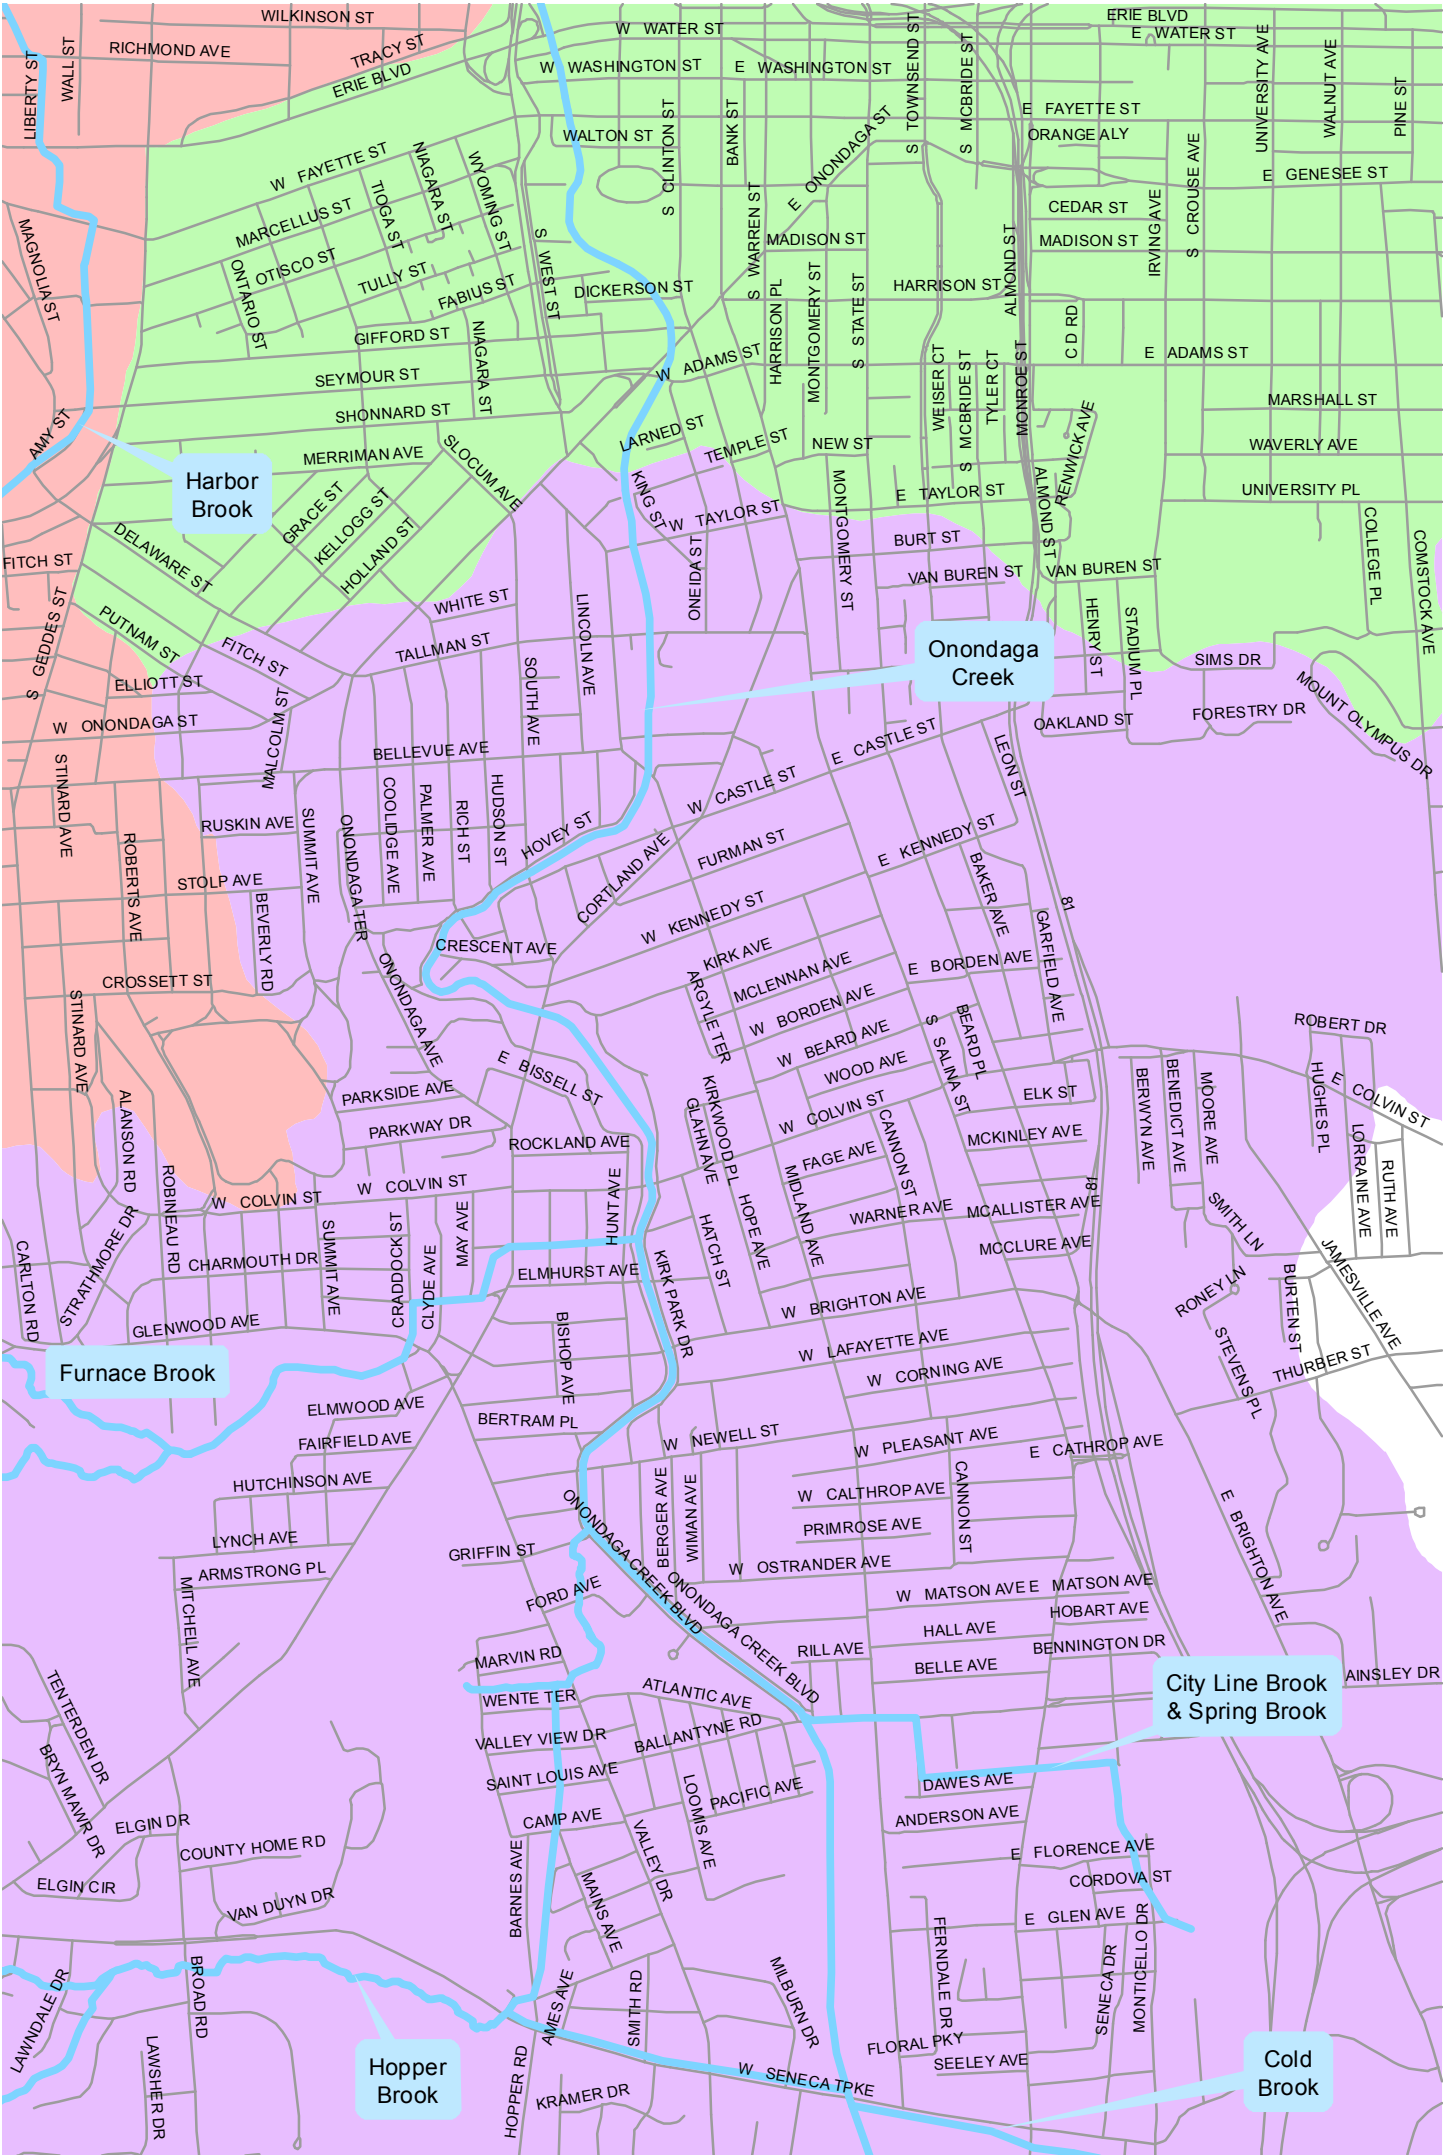 WILKINSON ST
RICHMOND AVE
TRACY ST
ERIE BLVD
LIBERTY ST
WALL ST
W WATER ST
W WASHINGTON ST
E WASHINGTON ST
ERIE BLVD
E WATER ST
S TOWNSEND ST
S MCBRIDE ST
UNIVERSITY AVE
WALNUT AVE
PINE ST
WALTON ST
S CLINTON ST
BANK ST
E ONONDAGA ST
E FAYETTE ST
ORANGE ALY
W FAYETTE ST
NIAGARA ST
WYOMING ST
TIOGA ST
MARCELLUS ST
OTISCO ST
ONTARIO ST
TULLY ST
FABIUS ST
S WEST ST
DICKERSON ST
S WARREN ST
MADISON ST
E GENESEE ST
CEDAR ST
MADISON ST
IRVING AVE
S CROUSE AVE
MAGNOLIA ST
GIFFORD ST
NIAGARA ST
SEYMOUR ST
SHONNARD ST
HARRISON PL
MONTGOMERY ST
S STATE ST
HARRISON ST
ALMOND ST
C D RD
E ADAMS ST
W ADAMS ST
WEISER CT
S MCBRIDE ST
TYLER CT
MONROE ST
RENWICK AVE
MARSHALL ST
WAVERLY AVE
UNIVERSITY PL
AMY ST
MERRIMAN AVE
SLOCUM AVE
LARNED ST
TEMPLE ST
NEW ST
Harbor
Brook
GRACE ST
KELLOGG ST
HOLLAND ST
KING ST
W TAYLOR ST
E TAYLOR ST
MONTGOMERY ST
ALMOND ST
BURT ST
VAN BUREN ST
VAN BUREN ST
COLLEGE PL
COMSTOCK AVE
FITCH ST
DELAWARE ST
S GEDDES ST
PUTNAM ST
FITCH ST
WHITE ST
TALLMAN ST
LINCOLN AVE
ONEIDA ST
SOUTH AVE
HENRY ST
STADIUM PL
SIMS DR
Onondaga
Creek
ELLIOTT ST
W ONONDAGA ST
MALCOLM ST
BELLEVUE AVE
OAKLAND ST
FORESTRY DR
MOUNT OLYMPUS DR
E CASTLE ST
W CASTLE ST
LEON ST
STINARD AVE
RUSKIN AVE
SUMMIT AVE
ONONDAGA TER
COOLIDGE AVE
PALMER AVE
RICH ST
HUDSON ST
HOVEY ST
CORTLAND AVE
FURMAN ST
E KENNEDY ST
ROBERTS AVE
STOLP AVE
BEVERLY RD
BAKER AVE
81
GARFIELD AVE
W KENNEDY ST
CRESCENT AVE
KIRK AVE
MCLENNAN AVE
E BORDEN AVE
CROSSETT ST
ONONDAGA AVE
ARGYLE TER
W BORDEN AVE
W BEARD AVE
S SALINA ST
BEARD PL
WOOD AVE
STINARD AVE
E BISSELL ST
ROBERT DR
HUGHES PL
E COLVIN ST
ALANSON RD
PARKSIDE AVE
PARKWAY DR
ROCKLAND AVE
KIRKWOOD PL
GLAHN AVE
W COLVIN ST
CANNON ST
ELK ST
MCKINLEY AVE
BERWYN AVE
BENEDICT AVE
MOORE AVE
LORRAINE AVE
RUTH AVE
FAGE AVE
ROBINEAU RD
W COLVIN ST
W COLVIN ST
HUNT AVE
MIDLAND AVE
WARNER AVE
MCALLISTER AVE
81
SMITH LN
CARLTON RD
STRATHMORE DR
CHARMOUTH DR
SUMMIT AVE
CRADDOCK ST
CLYDE AVE
MAY AVE
ELMHURST AVE
KIRK PARK DR
HATCH ST
HOPE AVE
MCCLURE AVE
RONEY LN
JAMESVILLE AVE
BURTEN ST
GLENWOOD AVE
BISHOP AVE
W BRIGHTON AVE
W LAFAYETTE AVE
STEVENS PL
THURBER ST
Furnace Brook
W CORNING AVE
ELMWOOD AVE
BERTRAM PL
FAIRFIELD AVE
W NEWELL ST
W PLEASANT AVE
E CATHROP AVE
HUTCHINSON AVE
BERGER AVE
WIMAN AVE
W CALTHROP AVE
CANNON ST
E BRIGHTON AVE
LYNCH AVE
ONONDAGA CREEK BLVD
PRIMROSE AVE
GRIFFIN ST
W OSTRANDER AVE
ARMSTRONG PL
MITCHELL AVE
FORD AVE
ONONDAGA CREEK BLVD
W MATSON AVE
E MATSON AVE
HOBART AVE
HALL AVE
RILL AVE
BENNINGTON DR
BELLE AVE
MARVIN RD
WENTE TER
ATLANTIC AVE
AINSLEY DR
City Line Brook
& Spring Brook
TENTERDEN DR
BRYN MAWR DR
VALLEY VIEW DR
BALLANTYNE RD
SAINT LOUIS AVE
LOOMIS AVE
PACIFIC AVE
DAWES AVE
ANDERSON AVE
ELGIN DR
CAMP AVE
VALLEY DR
COUNTY HOME RD
E FLORENCE AVE
CORDOVA ST
ELGIN CIR
VAN DUYN DR
BARNES AVE
MAINS AVE
E GLEN AVE
FERNDALE DR
SENECA DR
MONTICELLO DR
LAWNDALE DR
BROAD RD
AMES AVE
SMITH RD
MILBURN DR
FLORAL PKY
SEELEY AVE
LAWSHER DR
Hopper
Brook
HOPPER RD
KRAMER DR
W SENECA TPKE
Cold
Brook